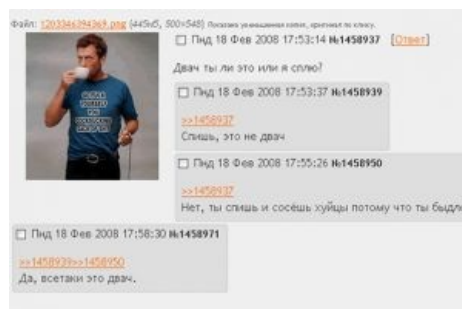 Файл: 1203346394369.png (445кб, 500×548) Показана уменьшенная копия, оригинал по клику.
Пнд 18 Фев 2008 17:53:14 №1458937 [Ответ]
Двач ты ли это или я сплю?
Пнд 18 Фев 2008 17:53:37 №1458939
>>1458937
Спишь, это не двач
Пнд 18 Фев 2008 17:55:26 №1458950
>>1458937
Нет, ты спишь и сосёшь хуйцы потому что ты быдло
Пнд 18 Фев 2008 17:58:30 №1458971
>>1458939>>1458950
Да, всетаки это двач.